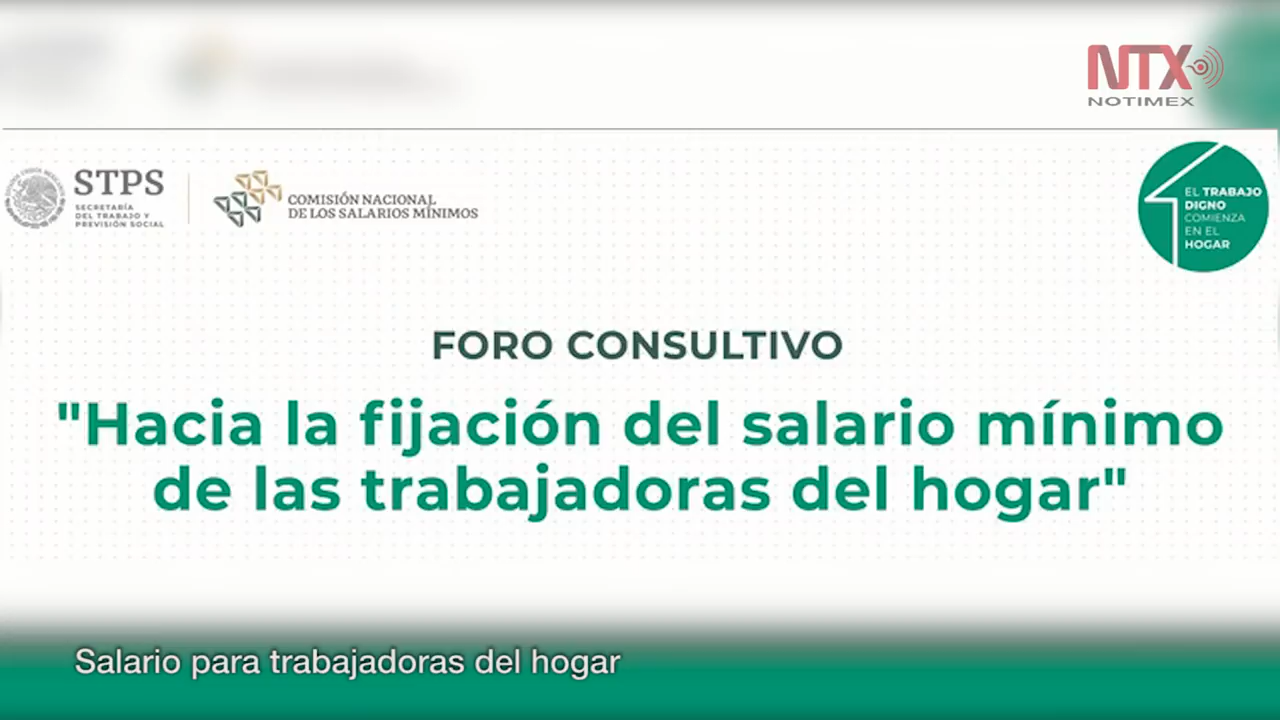 NTX
NOTIMEX
STPS
SECRETARÍA
DEL TRABAJO Y
PREVISIÓN SOCIAL
COMISIÓN NACIONAL
DE LOS SALARIOS MÍNIMOS
EL TRABAJO
DIGNO
COMIENZA
EN EL
HOGAR
FORO CONSULTIVO
"Hacia la fijación del salario mínimo
de las trabajadoras del hogar"
Salario para trabajadoras del hogar